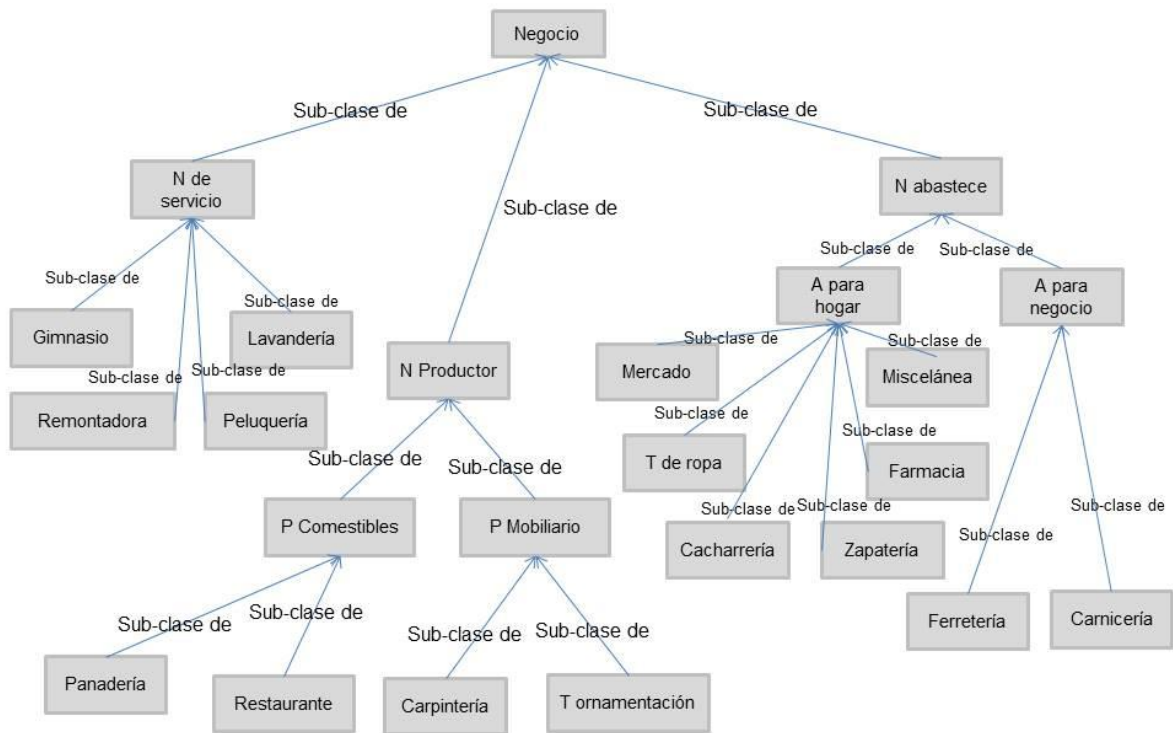 Negocio
Sub-clase de
Sub-clase de
N de
servicio
N abastece
Sub-clase de
Sub-clase de
Sub-clase de
Sub-clase de
A para
hogar
A para
negocio
Sub-clase de
Gimnasio
Lavandería
Sub-clase de
Sub-clase de
Mercado
Miscelánea
Sub-clase de
Sub-clase de
N Productor
Remontadora
Peluquería
Sub-clase de
Sub-clase de
T de ropa
Farmacia
Sub-clase de
Sub-clase de
Sub-clase de
Sub-clase de
Sub-clase de
P Comestibles
P Mobiliario
Cacharrería
Zapatería
Sub-clase de
Sub-clase de
Sub-clase de
Sub-clase de
Sub-clase de
Ferretería
Carnicería
Panadería
Restaurante
Carpintería
T ornamentación